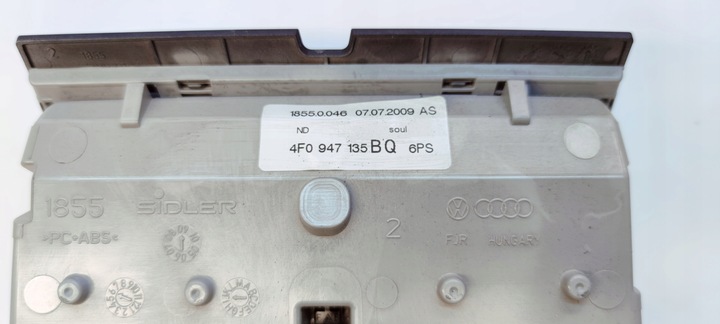 1855.0.046 07.07.2009 AS
ND soul
4F0 947 135 BQ 6PS
1855 SiDLER
>PC+ABS<
2
FJR HUNGARY